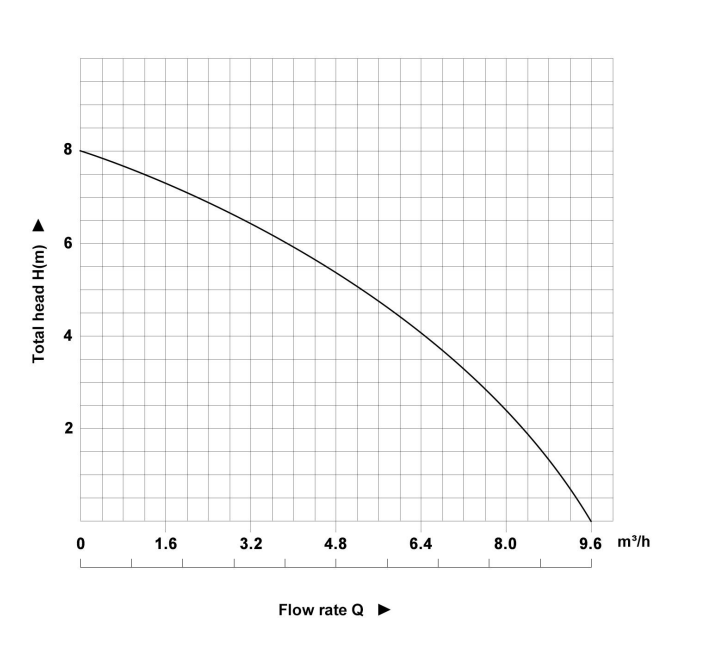 8
6
4
2
Total head H(m) ▲
0 1.6 3.2 4.8 6.4 8.0 9.6 m³/h
Flow rate Q ►